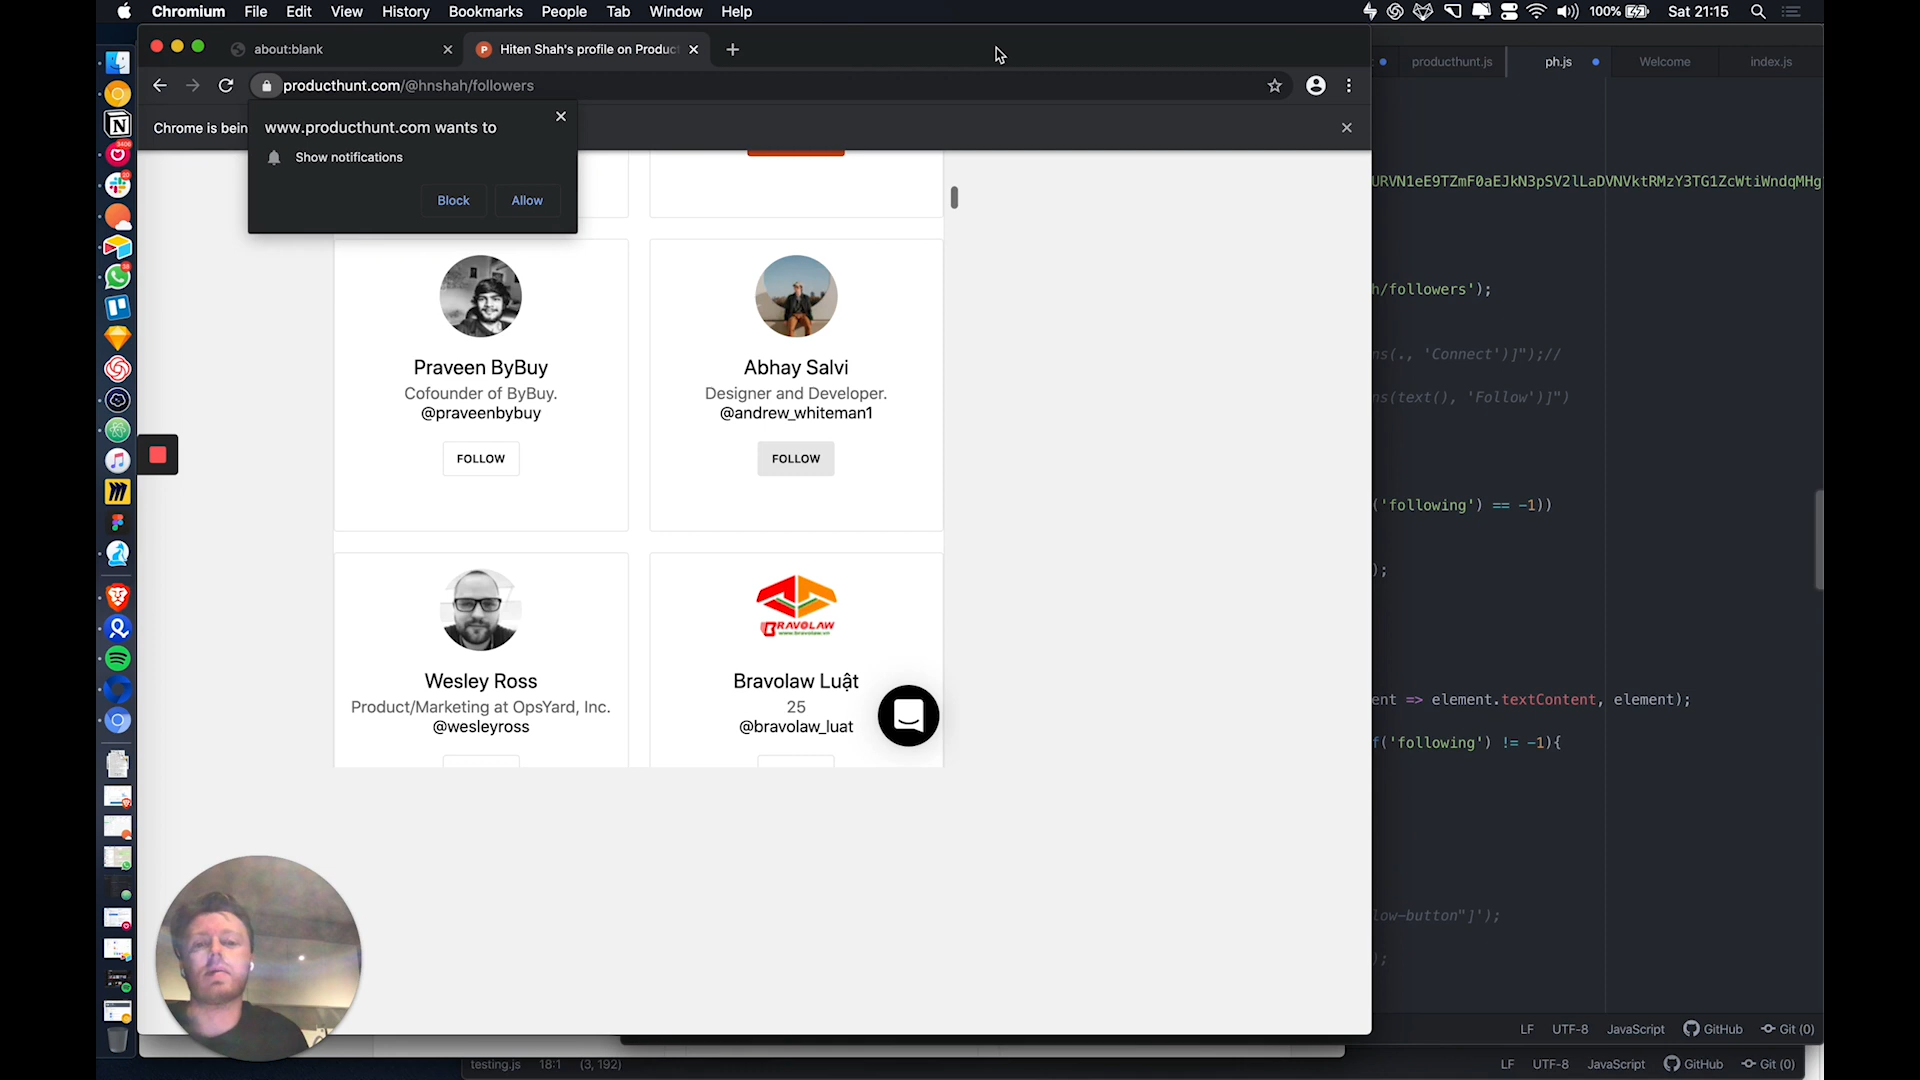 Chromium File Edit View History Bookmarks People Tab Window Help
100% Sat 21:15
about:blank
Hiten Shah's profile on Produc
producthunt.com/@hnshah/followers
Chrome is bein
www.producthunt.com wants to
Show notifications
Block Allow
Praveen ByBuy
Cofounder of ByBuy.
@praveenbybuy
FOLLOW
Abhay Salvi
Designer and Developer.
@andrew_whiteman1
FOLLOW
Wesley Ross
Product/Marketing at OpsYard, Inc.
@wesleyross
BRAVOLAW
www.bravolaw.vn
Bravolaw Luật
25
@bravolaw_luat
producthunt.js ph.js Welcome index.js
h/followers');
ns(., 'Connect')]");//
ns(text(), 'Follow')]")
('following') == -1))
);
ent => element.textContent, element);
f('following') != -1){
low-button"]');
);
LF UTF-8 JavaScript GitHub Git (0)
testing.js 18:1 (3, 192)
LF UTF-8 JavaScript GitHub Git (0)